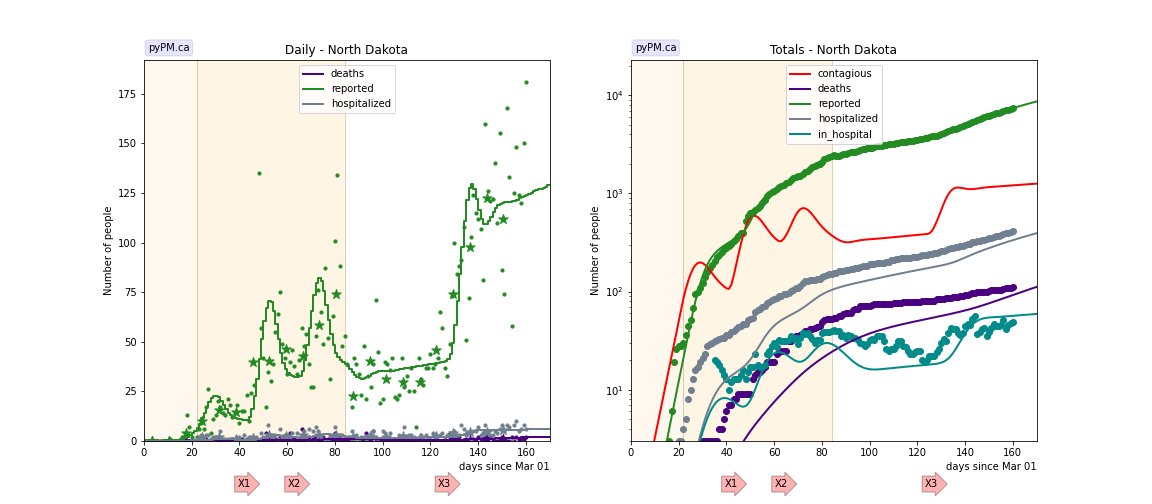 pyPM.ca
Daily - North Dakota
deaths
reported
hospitalized
Number of people
175
150
125
100
75
50
25
0
0 20 40 60 80 100 120 140 160
days since Mar 01
X1 X2 X3
pyPM.ca
Totals - North Dakota
contagious
deaths
reported
hospitalized
in_hospital
Number of people
10⁴
10³
10²
10¹
0 20 40 60 80 100 120 140 160
days since Mar 01
X1 X2 X3